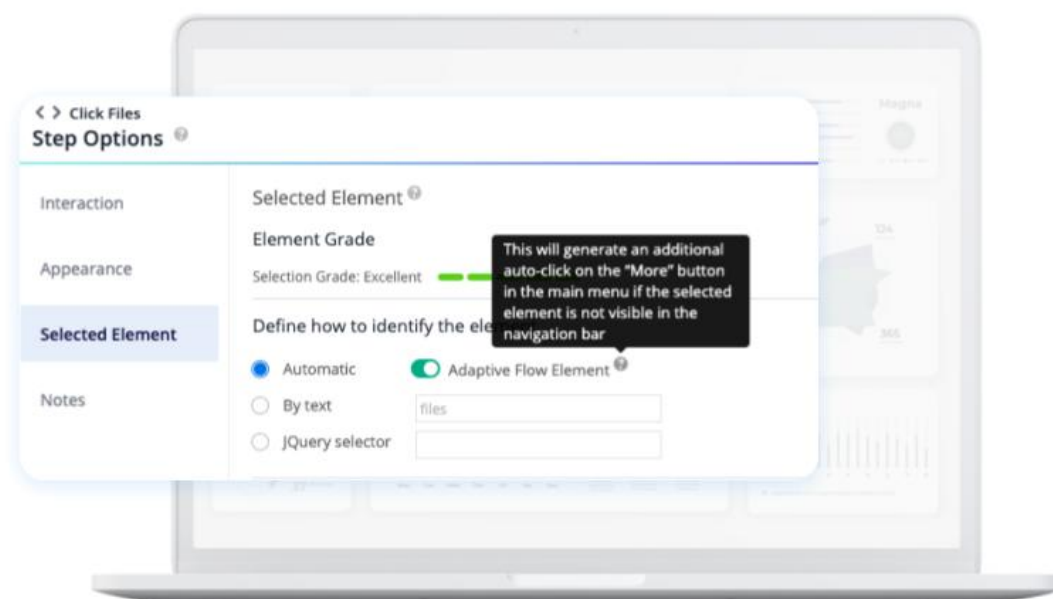 Click Files
Step Options
Interaction
Appearance
Selected Element
Notes
Selected Element
Element Grade
Selection Grade: Excellent
This will generate an additional
auto-click on the "More" button
in the main menu if the selected
element is not visible in the
navigation bar
Define how to identify the ele
Automatic
Adaptive Flow Element
By text
files
JQuery selector
Magna
124
366